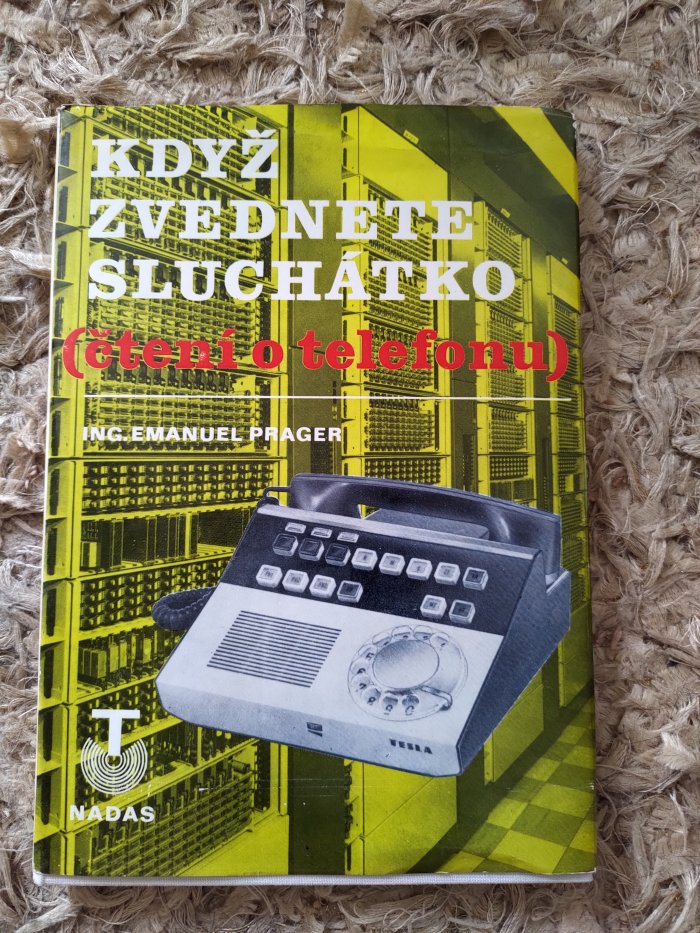 KDYŽ
ZVEDNETE
SLUCHÁTKO
(čtení o telefonu)
ING. EMANUEL PRAGER
TESLA
T
NADAS